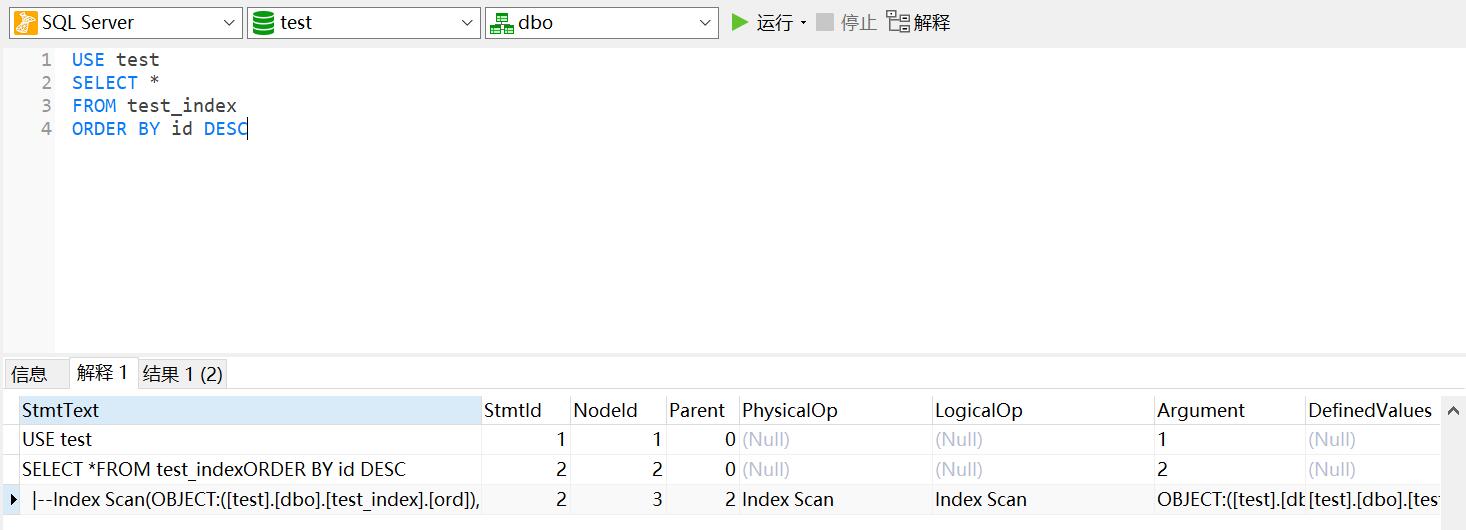 SQL Server test dbo 运行 停止 解释
1 USE test
2 SELECT *
3 FROM test_index
4 ORDER BY id DESC
信息 解释 1 结果 1 (2)
StmtText StmtId NodeId Parent PhysicalOp LogicalOp Argument DefinedValues
USE test 1 1 0 (Null) (Null) 1 (Null)
SELECT *FROM test_indexORDER BY id DESC 2 2 0 (Null) (Null) 2 (Null)
|--Index Scan(OBJECT:([test].[dbo].[test_index].[ord]), 2 3 2 Index Scan Index Scan OBJECT:([test].[db [test].[dbo].[tes